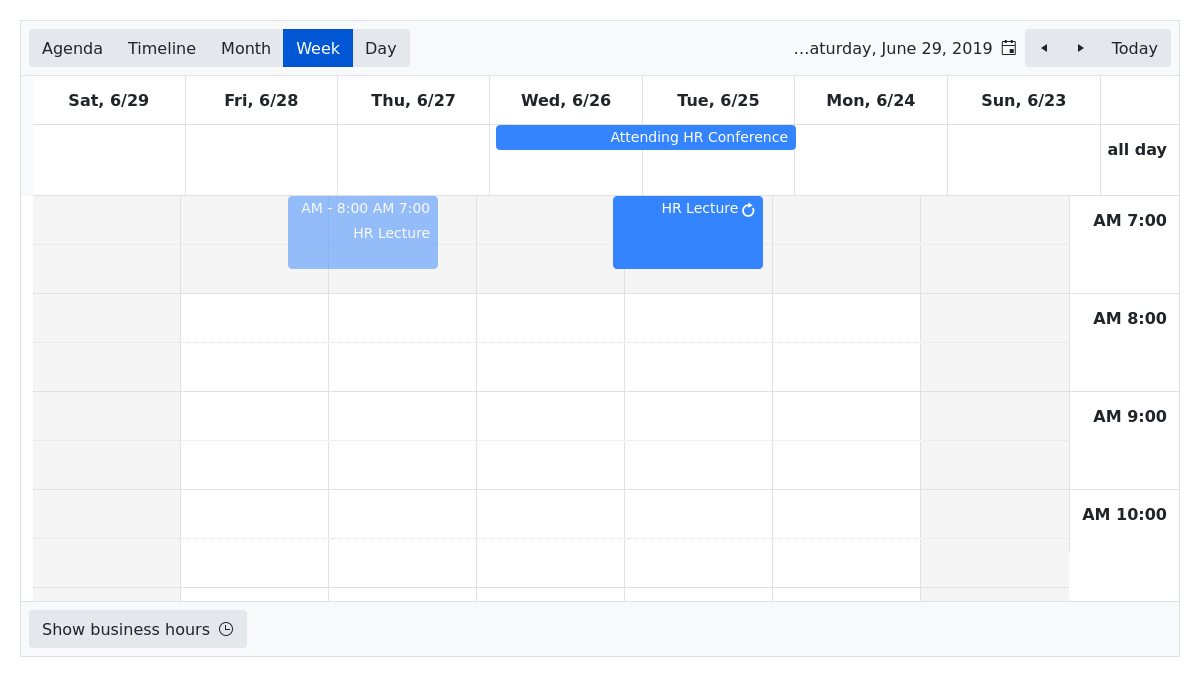 Agenda Timeline Month Week Day
...aturday, June 29, 2019 Today
Sat, 6/29 Fri, 6/28 Thu, 6/27 Wed, 6/26 Tue, 6/25 Mon, 6/24 Sun, 6/23
Attending HR Conference
all day
AM - 8:00 AM 7:00
HR Lecture
HR Lecture
AM 7:00
AM 8:00
AM 9:00
AM 10:00
Show business hours